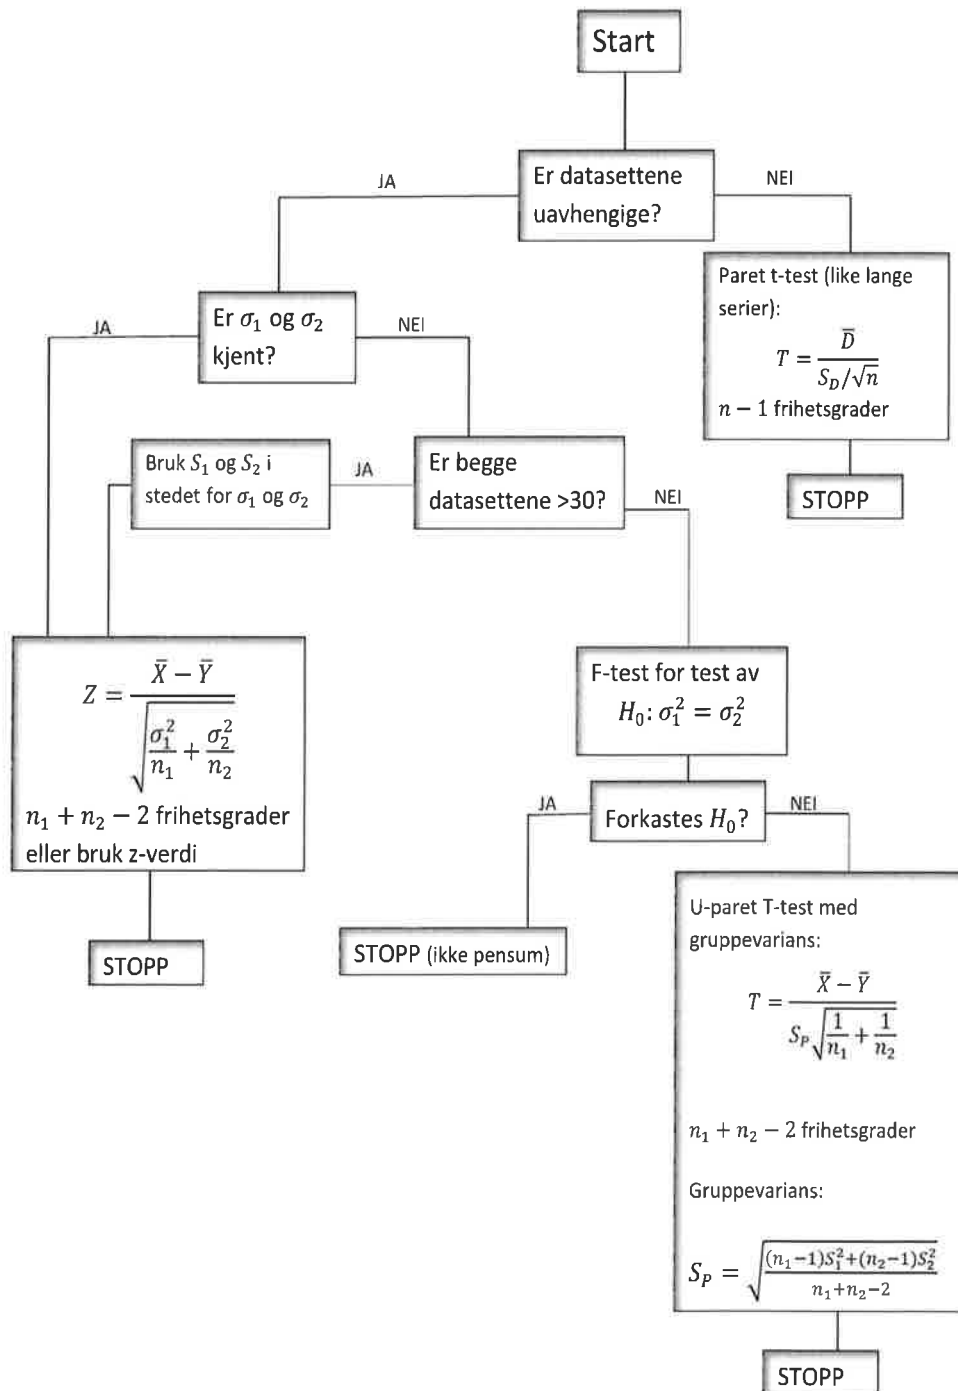 Start
Er datasettene
uavhengige?
JA
NEI
Paret t-test (like lange
serier):
T = D̄ / (S_D/√n)
n − 1 frihetsgrader
STOPP
Er σ₁ og σ₂
kjent?
JA
NEI
Er begge
datasettene >30?
JA
NEI
Bruk S₁ og S₂ i
stedet for σ₁ og σ₂
Z = (X̄ − Ȳ) / √(σ₁²/n₁ + σ₂²/n₂)
n₁ + n₂ − 2 frihetsgrader
eller bruk z-verdi
STOPP
F-test for test av
H₀: σ₁² = σ₂²
Forkastes H₀?
JA
NEI
STOPP (ikke pensum)
U-paret T-test med
gruppevarians:
T = (X̄ − Ȳ) / (S_P √(1/n₁ + 1/n₂))
n₁ + n₂ − 2 frihetsgrader
Gruppevarians:
S_P = √(((n₁−1)S₁²+(n₂−1)S₂²) / (n₁+n₂−2))
STOPP